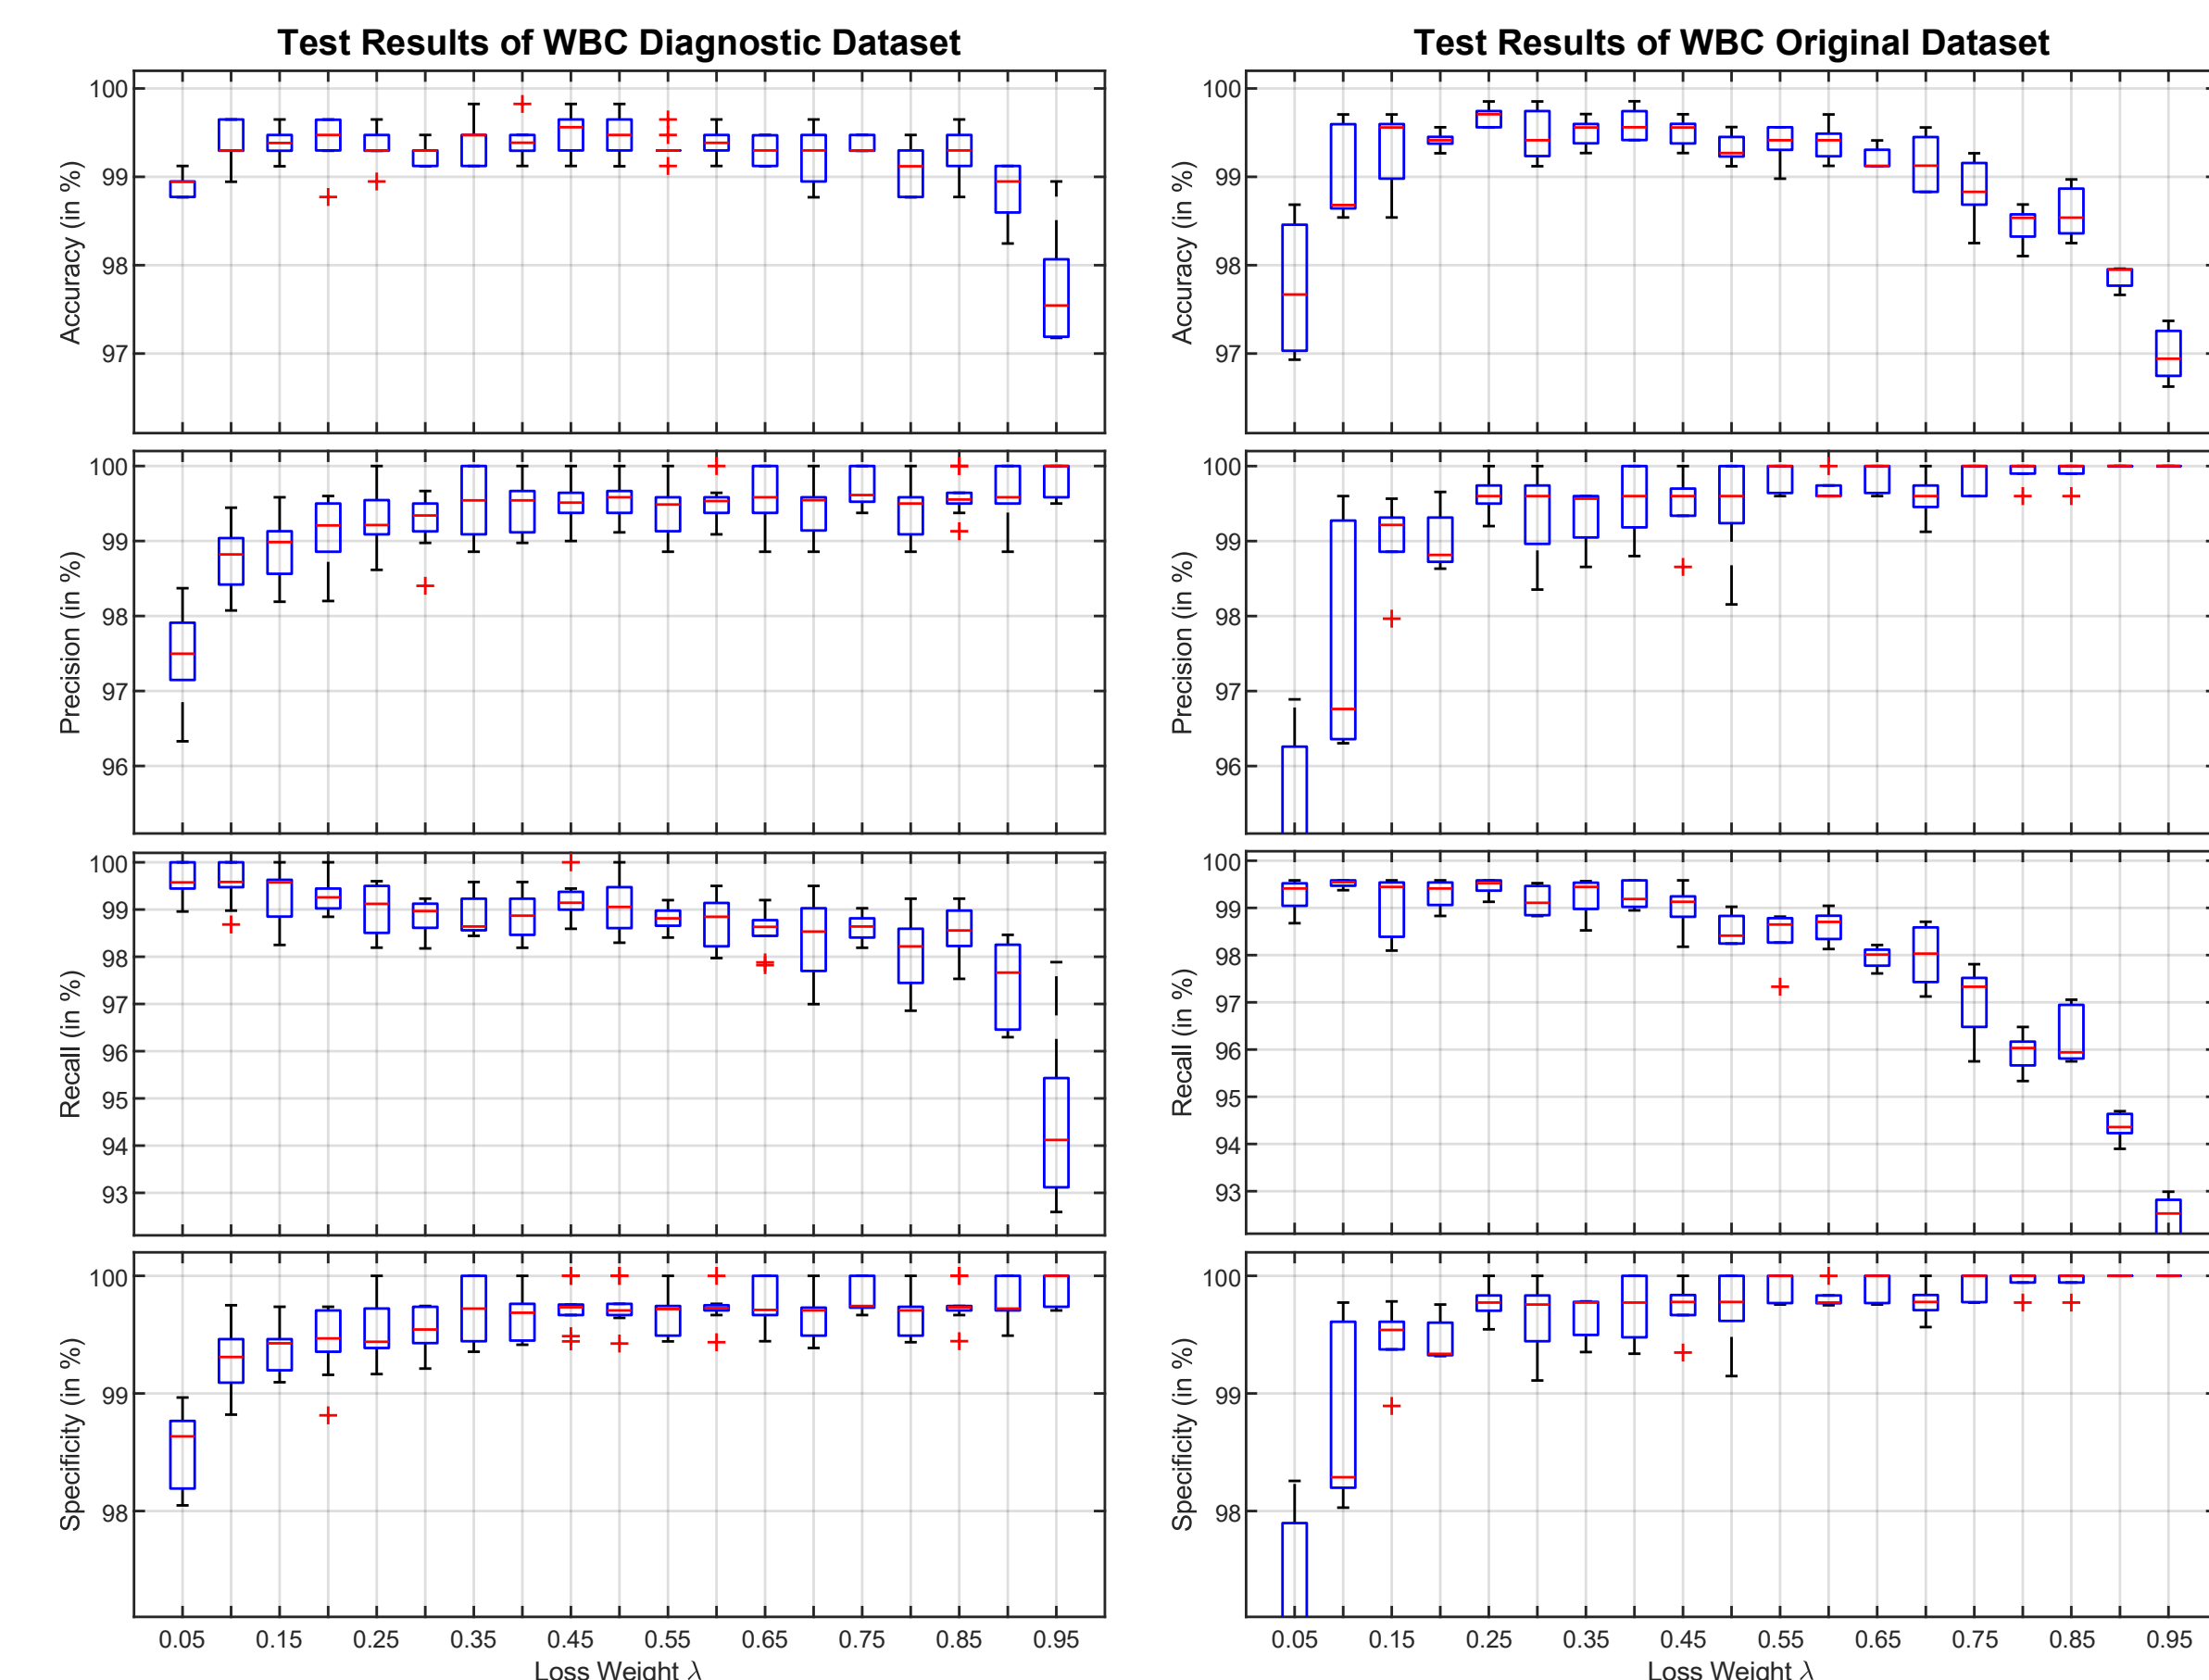 Test Results of WBC Diagnostic Dataset
100
99
98
97
Accuracy (in %)
100
99
98
97
96
Precision (in %)
100
99
98
97
96
95
94
93
Recall (in %)
100
99
98
Specificity (in %)
0.05 0.15 0.25 0.35 0.45 0.55 0.65 0.75 0.85 0.95
Loss Weight λ
Test Results of WBC Original Dataset
100
99
98
97
Accuracy (in %)
100
99
98
97
96
Precision (in %)
100
99
98
97
96
95
94
93
Recall (in %)
100
99
98
Specificity (in %)
0.05 0.15 0.25 0.35 0.45 0.55 0.65 0.75 0.85 0.95
Loss Weight λ